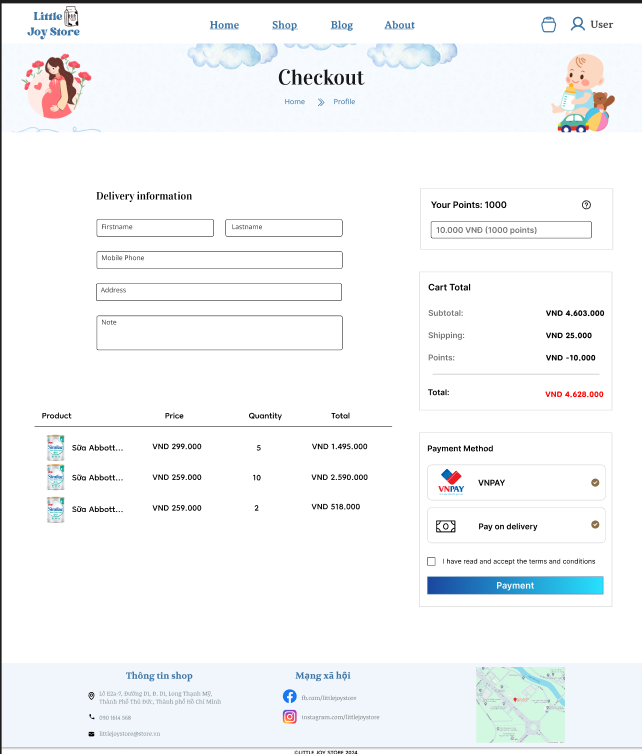 Little
Joy Store
Home
Shop
Blog
About
User
Checkout
Home
Profile
Delivery information
Firstname
Lastname
Mobile Phone
Address
Note
Your Points: 1000
10.000 VNĐ (1000 points)
Cart Total
Subtotal: VND 4.603.000
Shipping: VND 25.000
Points: VND -10.000
Total: VND 4.628.000
Product Price Quantity Total
Sữa Abbott... VND 299.000 5 VND 1.495.000
Sữa Abbott... VND 259.000 10 VND 2.590.000
Sữa Abbott... VND 259.000 2 VND 518.000
Payment Method
VNPAY
VNPAY
Pay on delivery
I have read and accept the terms and conditions
Payment
Thông tin shop
Lô E2a-7, Đường D1, Đ. D1, Long Thạnh Mỹ,
Thành Phố Thủ Đức, Thành phố Hồ Chí Minh
090 1614 568
littlejoystore@store.vn
Mạng xã hội
fb.com/littlejoystore
instagram.com/littlejoystore
©LITTLE JOY STORE 2024